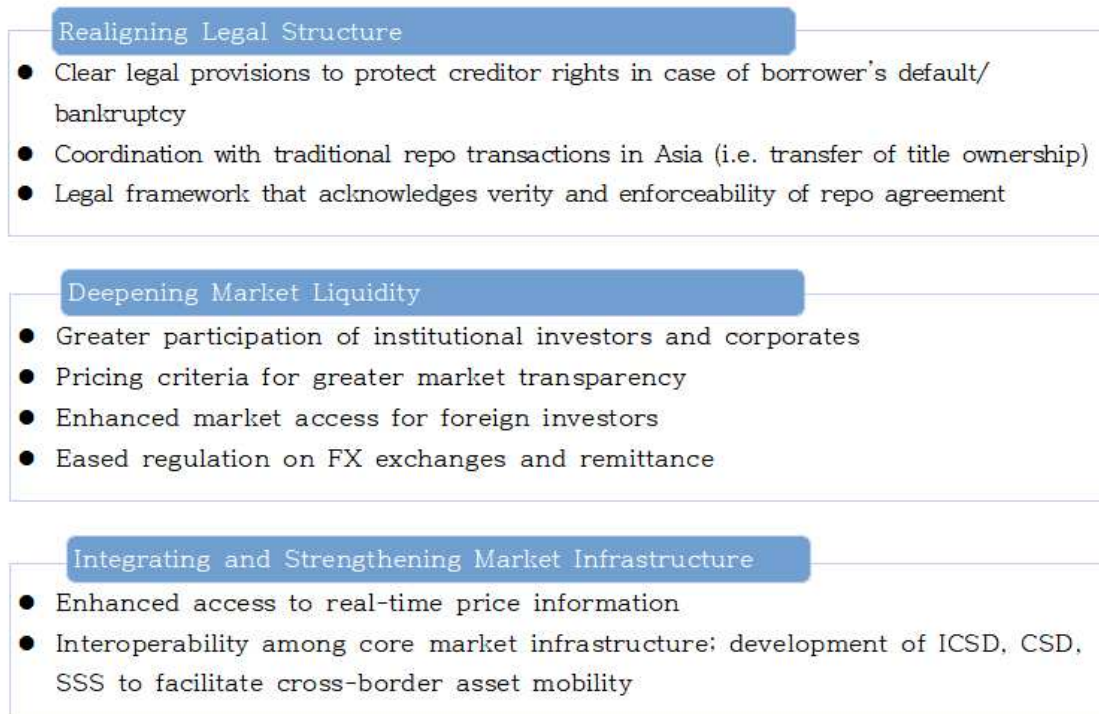 Realigning Legal Structure
● Clear legal provisions to protect creditor rights in case of borrower's default/
bankruptcy
● Coordination with traditional repo transactions in Asia (i.e. transfer of title ownership)
● Legal framework that acknowledges verity and enforceability of repo agreement
Deepening Market Liquidity
● Greater participation of institutional investors and corporates
● Pricing criteria for greater market transparency
● Enhanced market access for foreign investors
● Eased regulation on FX exchanges and remittance
Integrating and Strengthening Market Infrastructure
● Enhanced access to real-time price information
● Interoperability among core market infrastructure: development of ICSD, CSD,
SSS to facilitate cross-border asset mobility